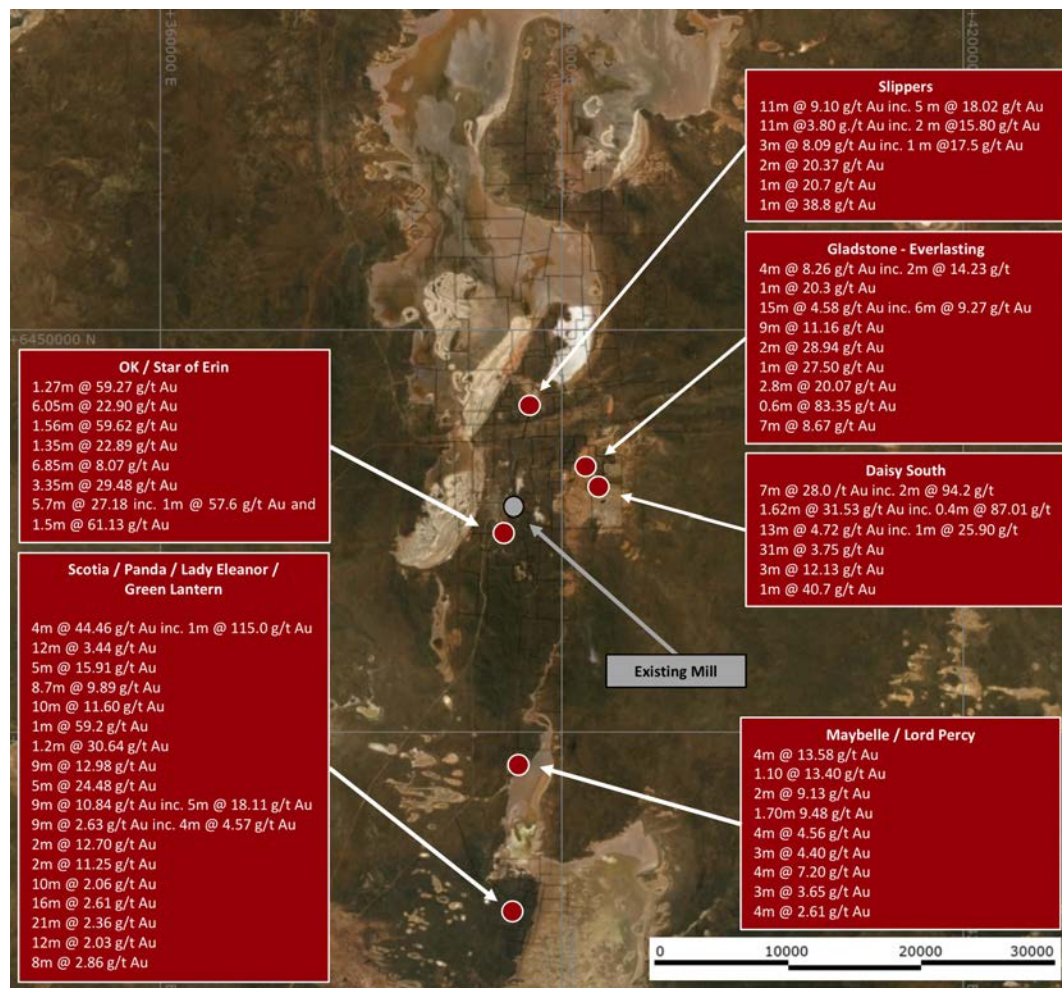 +360000 E
+420000 E
Slippers
11m @ 9.10 g/t Au inc. 5 m @ 18.02 g/t Au
11m @3.80 g./t Au inc. 2 m @15.80 g/t Au
3m @ 8.09 g/t Au inc. 1 m @17.5 g/t Au
2m @ 20.37 g/t Au
1m @ 20.7 g/t Au
1m @ 38.8 g/t Au
Gladstone - Everlasting
4m @ 8.26 g/t Au inc. 2m @ 14.23 g/t
1m @ 20.3 g/t Au
15m @ 4.58 g/t Au inc. 6m @ 9.27 g/t Au
9m @ 11.16 g/t Au
2m @ 28.94 g/t Au
1m @ 27.50 g/t Au
2.8m @ 20.07 g/t Au
0.6m @ 83.35 g/t Au
7m @ 8.67 g/t Au
+6450000 N
OK / Star of Erin
1.27m @ 59.27 g/t Au
6.05m @ 22.90 g/t Au
1.56m @ 59.62 g/t Au
1.35m @ 22.89 g/t Au
6.85m @ 8.07 g/t Au
3.35m @ 29.48 g/t Au
5.7m @ 27.18 inc. 1m @ 57.6 g/t Au and
1.5m @ 61.13 g/t Au
Daisy South
7m @ 28.0 /t Au inc. 2m @ 94.2 g/t
1.62m @ 31.53 g/t Au inc. 0.4m @ 87.01 g/t
13m @ 4.72 g/t Au inc. 1m @ 25.90 g/t
31m @ 3.75 g/t Au
3m @ 12.13 g/t Au
1m @ 40.7 g/t Au
Scotia / Panda / Lady Eleanor /
Green Lantern
4m @ 44.46 g/t Au inc. 1m @ 115.0 g/t Au
12m @ 3.44 g/t Au
5m @ 15.91 g/t Au
8.7m @ 9.89 g/t Au
10m @ 11.60 g/t Au
1m @ 59.2 g/t Au
1.2m @ 30.64 g/t Au
9m @ 12.98 g/t Au
5m @ 24.48 g/t Au
9m @ 10.84 g/t Au inc. 5m @ 18.11 g/t Au
9m @ 2.63 g/t Au inc. 4m @ 4.57 g/t Au
2m @ 12.70 g/t Au
2m @ 11.25 g/t Au
10m @ 2.06 g/t Au
16m @ 2.61 g/t Au
21m @ 2.36 g/t Au
12m @ 2.03 g/t Au
8m @ 2.86 g/t Au
Existing Mill
Maybelle / Lord Percy
4m @ 13.58 g/t Au
1.10 @ 13.40 g/t Au
2m @ 9.13 g/t Au
1.70m 9.48 g/t Au
4m @ 4.56 g/t Au
3m @ 4.40 g/t Au
4m @ 7.20 g/t Au
3m @ 3.65 g/t Au
4m @ 2.61 g/t Au
0 10000 20000 30000